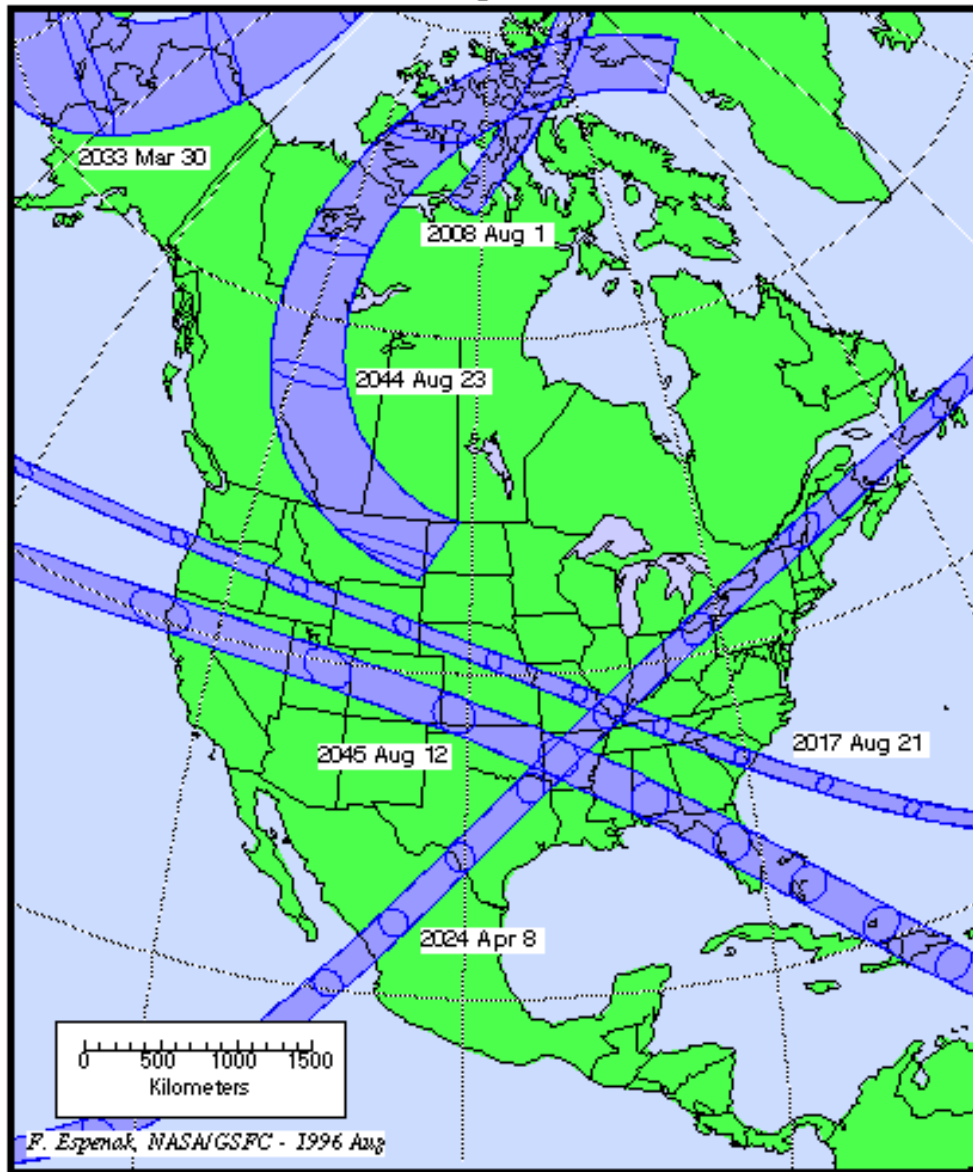 2033 Mar 30
2008 Aug 1
2044 Aug 23
2017 Aug 21
2045 Aug 12
2024 Apr 8
0 500 1000 1500
Kilometers
F. Espenak, NASA/GSFC - 1996 Aug